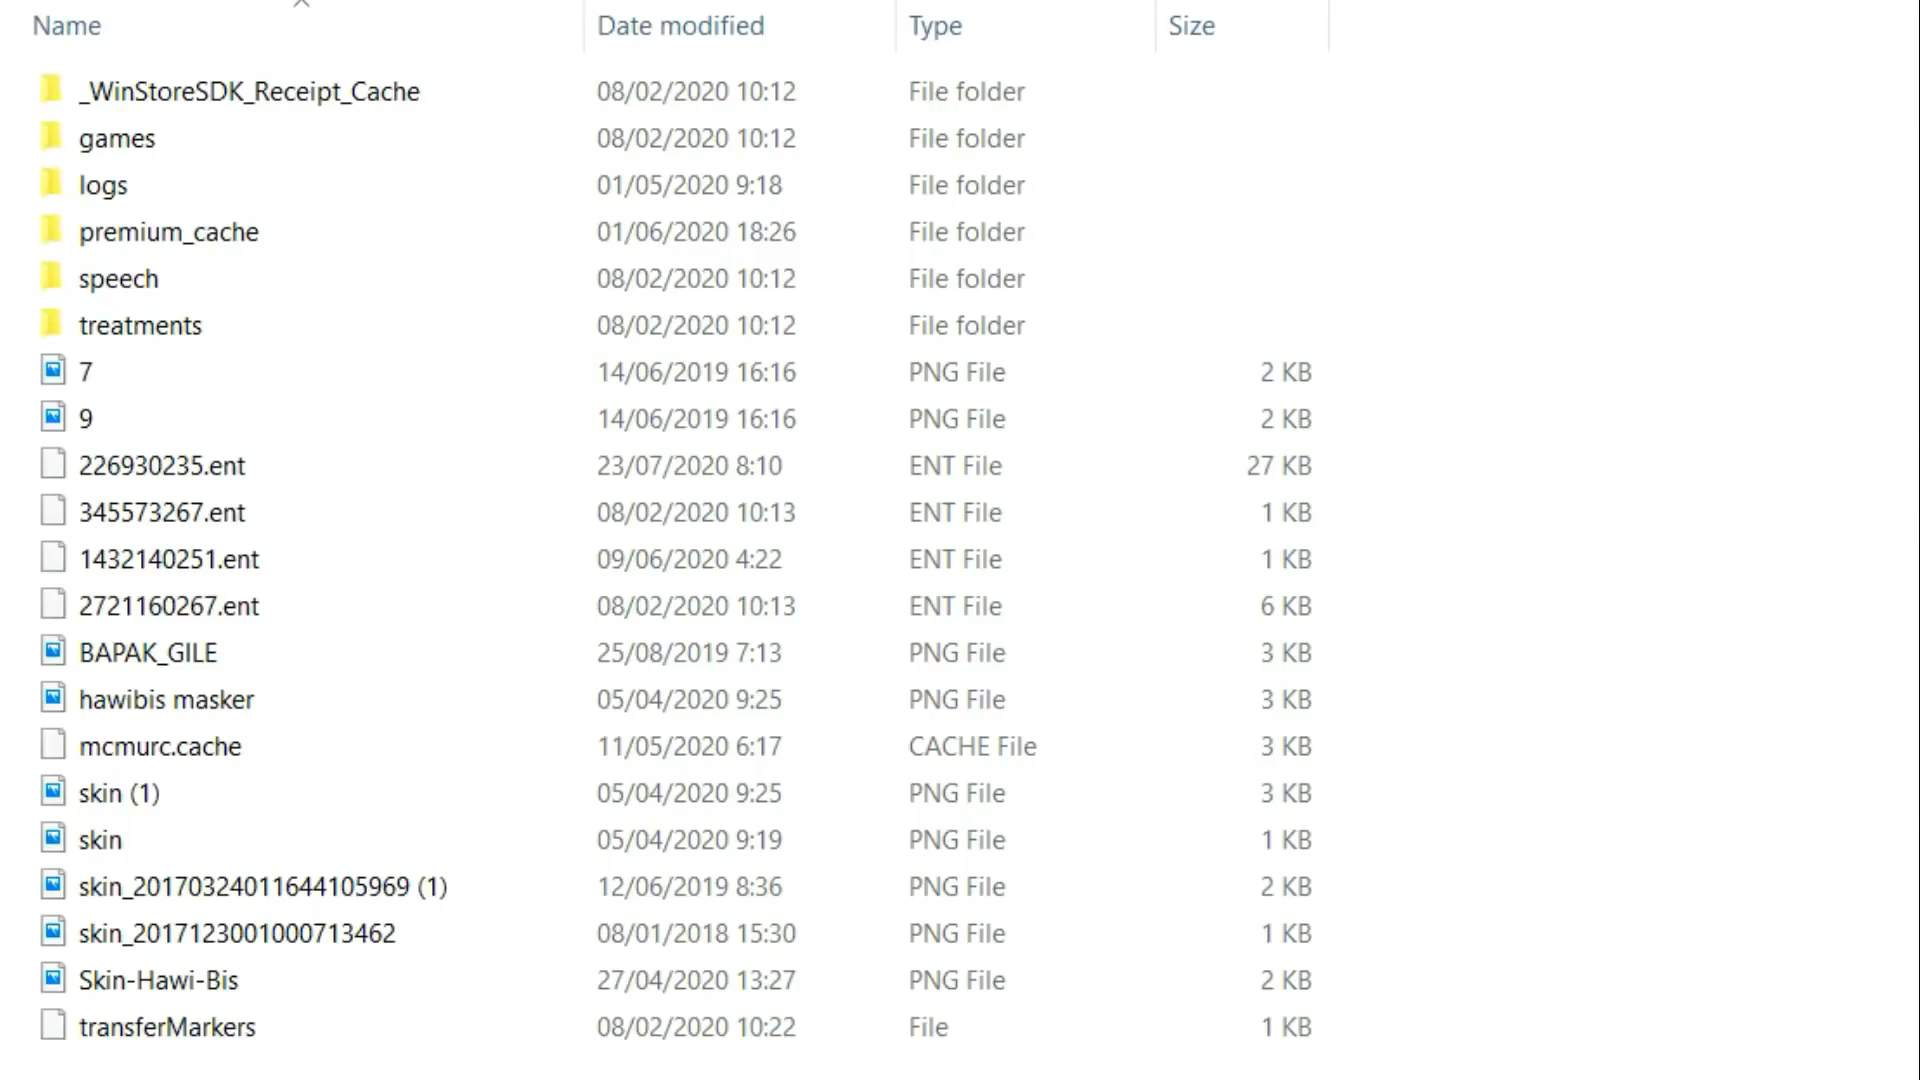 Name Date modified Type Size
_WinStoreSDK_Receipt_Cache 08/02/2020 10:12 File folder
games 08/02/2020 10:12 File folder
logs 01/05/2020 9:18 File folder
premium_cache 01/06/2020 18:26 File folder
speech 08/02/2020 10:12 File folder
treatments 08/02/2020 10:12 File folder
7 14/06/2019 16:16 PNG File 2 KB
9 14/06/2019 16:16 PNG File 2 KB
226930235.ent 23/07/2020 8:10 ENT File 27 KB
345573267.ent 08/02/2020 10:13 ENT File 1 KB
1432140251.ent 09/06/2020 4:22 ENT File 1 KB
2721160267.ent 08/02/2020 10:13 ENT File 6 KB
BAPAK_GILE 25/08/2019 7:13 PNG File 3 KB
hawibis masker 05/04/2020 9:25 PNG File 3 KB
mcmurc.cache 11/05/2020 6:17 CACHE File 3 KB
skin (1) 05/04/2020 9:25 PNG File 3 KB
skin 05/04/2020 9:19 PNG File 1 KB
skin_20170324011644105969 (1) 12/06/2019 8:36 PNG File 2 KB
skin_2017123001000713462 08/01/2018 15:30 PNG File 1 KB
Skin-Hawi-Bis 27/04/2020 13:27 PNG File 2 KB
transferMarkers 08/02/2020 10:22 File 1 KB